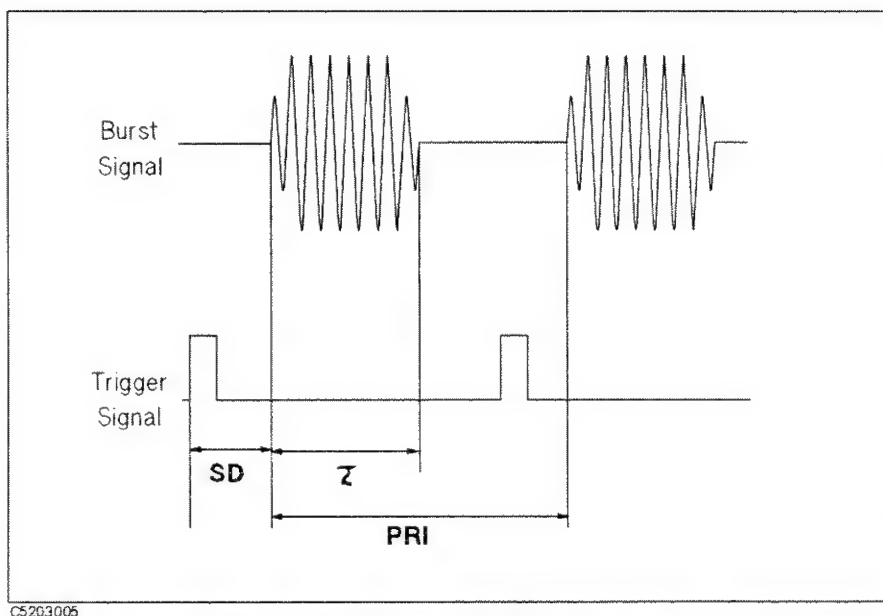 Burst
Signal
Trigger
Signal
SD
τ
PRI
C5203005